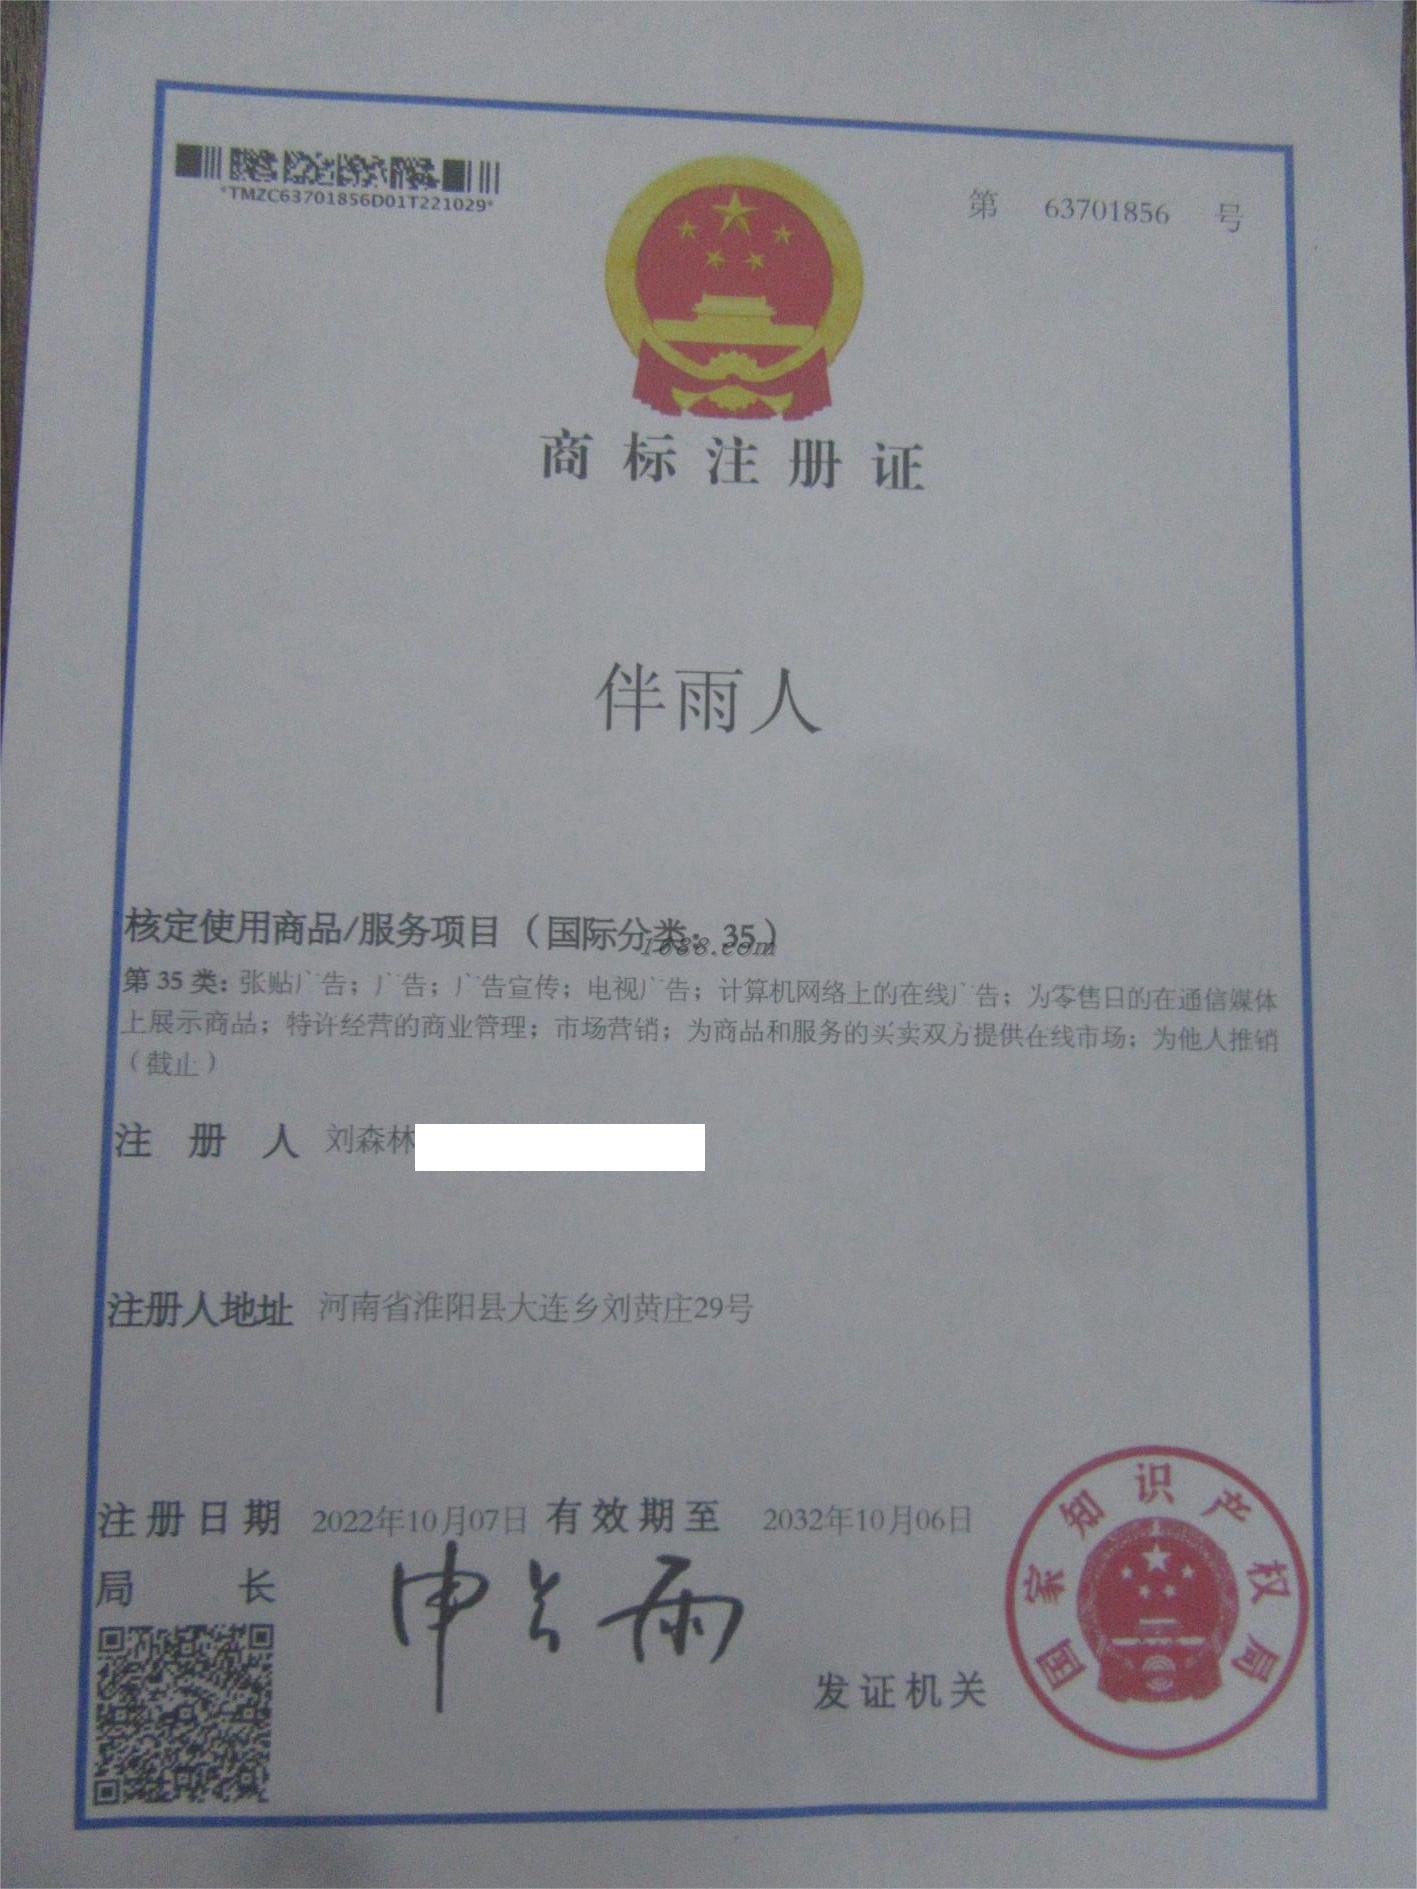 *TMZC63701856D01T221029*
第 63701856 号
商标注册证
伴雨人
核定使用商品/服务项目（国际分类：35）
1688.com
第 35 类：张贴广告；广告；广告宣传；电视广告；计算机网络上的在线广告；为零售目的在通信媒体
上展示商品；特许经营的商业管理；市场营销；为商品和服务的买卖双方提供在线市场；为他人推销
（截止）
注册人 刘森林
注册人地址 河南省淮阳县大连乡刘黄庄29号
注册日期 2022年10月07日 有效期至 2032年10月06日
局长 申长雨
发证机关
国家知识产权局